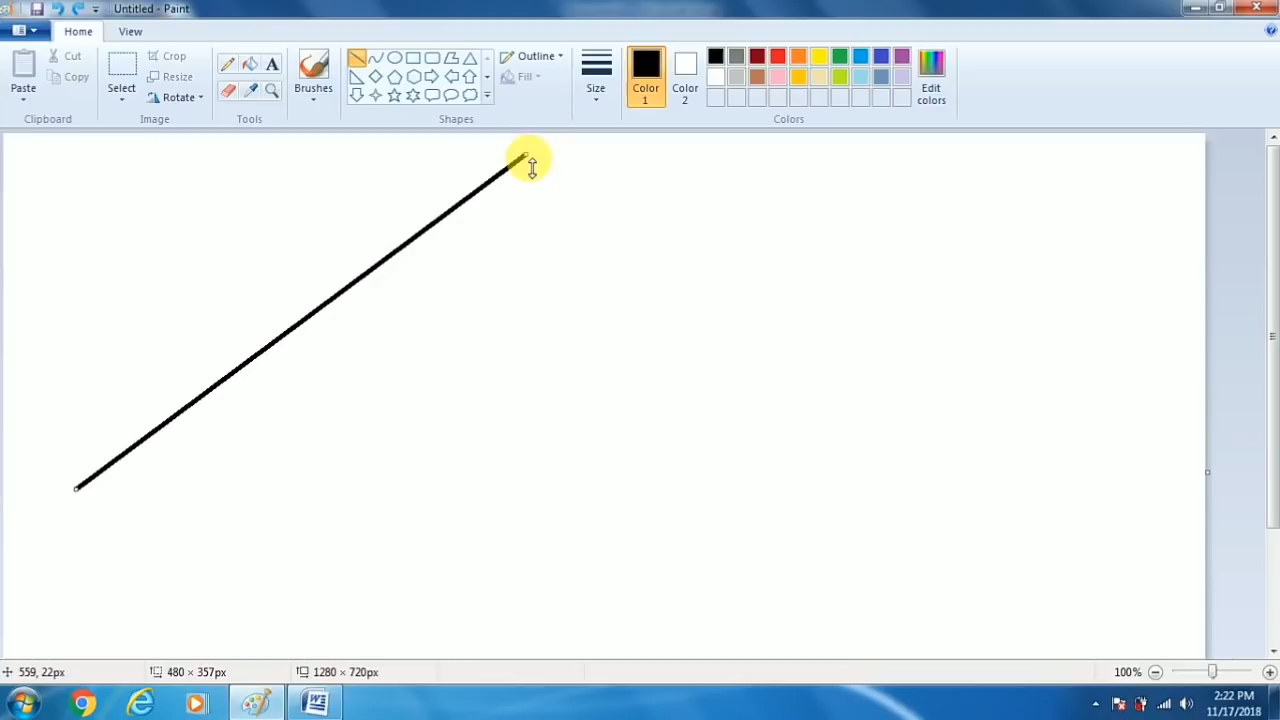 Untitled - Paint
Home View
Paste Cut Copy Select Crop Resize Rotate A Brushes Outline Fill Size Color 1 Color 2 Edit colors
Clipboard Image Tools Shapes Colors
559, 22px 480 × 357px 1280 × 720px 100%
2:22 PM
11/17/2018